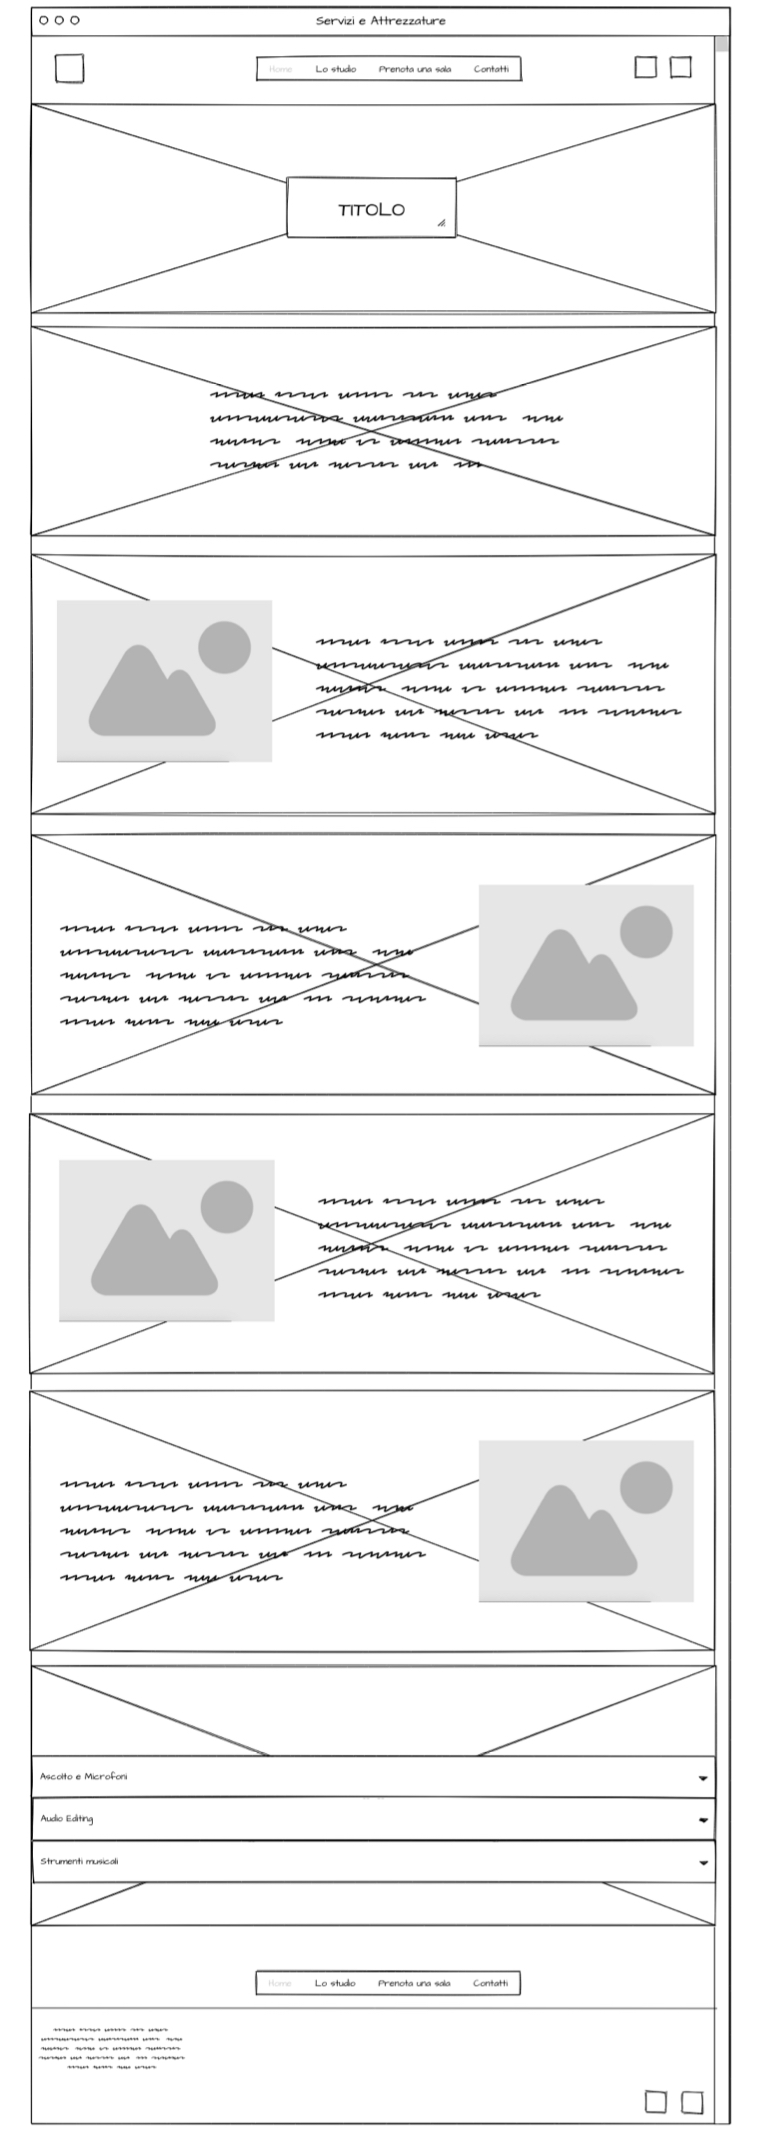 Servizi e Attrezzature
Home Lo studio Prenota una sala Contatti
TITOLO
Ascolto e Microfoni
Audio Editing
Strumenti musicali
Home Lo studio Prenota una sala Contatti